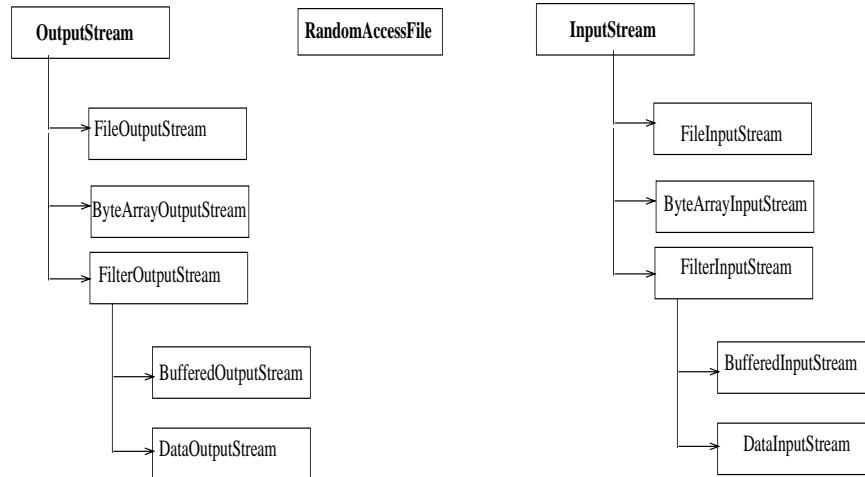 OutputStream
RandomAccessFile
InputStream
FileOutputStream
FileInputStream
ByteArrayOutputStream
ByteArrayInputStream
FilterOutputStream
FilterInputStream
BufferedOutputStream
BufferedInputStream
DataOutputStream
DataInputStream